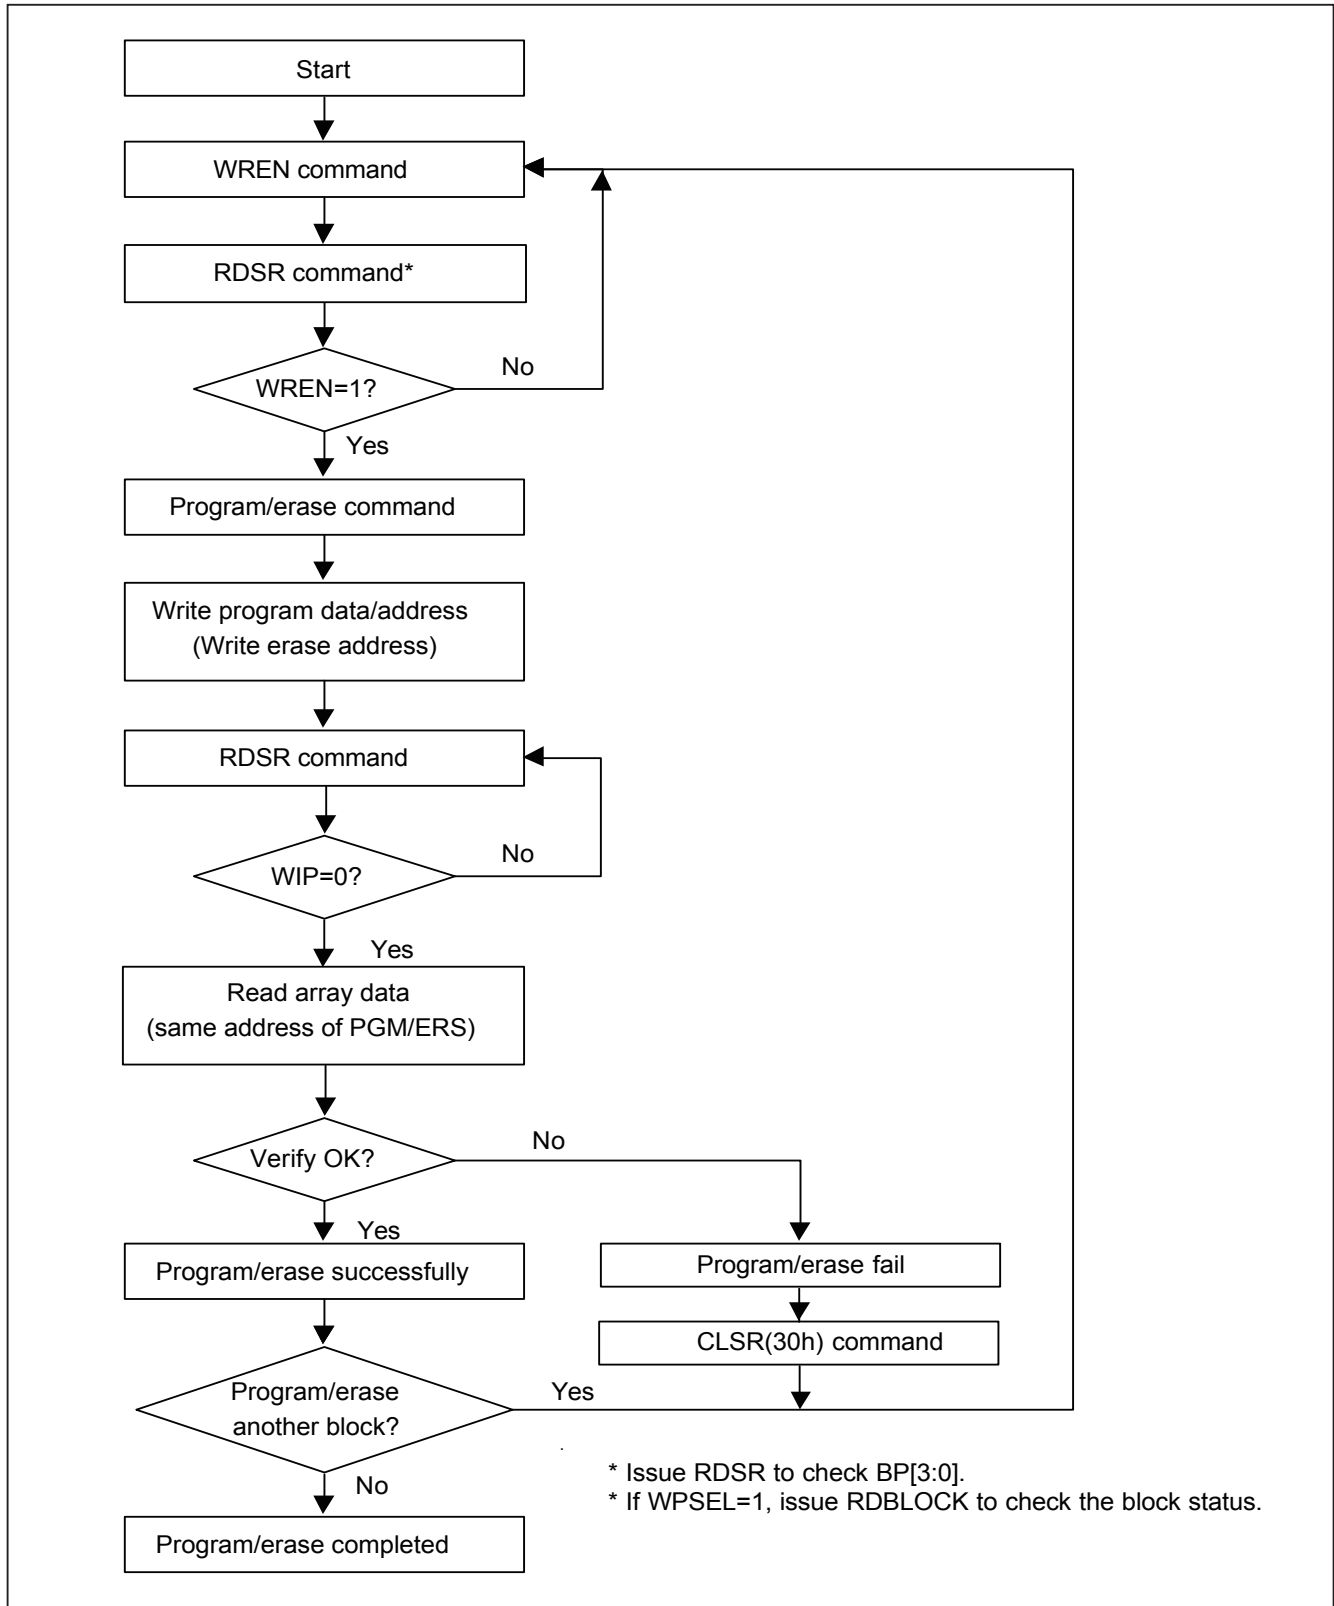 Start
WREN command
RDSR command*
WREN=1?
No
Yes
Program/erase command
Write program data/address
(Write erase address)
RDSR command
WIP=0?
No
Yes
Read array data
(same address of PGM/ERS)
Verify OK?
No
Yes
Program/erase successfully
Program/erase fail
CLSR(30h) command
Program/erase
another block?
Yes
No
* Issue RDSR to check BP[3:0].
* If WPSEL=1, issue RDBLOCK to check the block status.
Program/erase completed